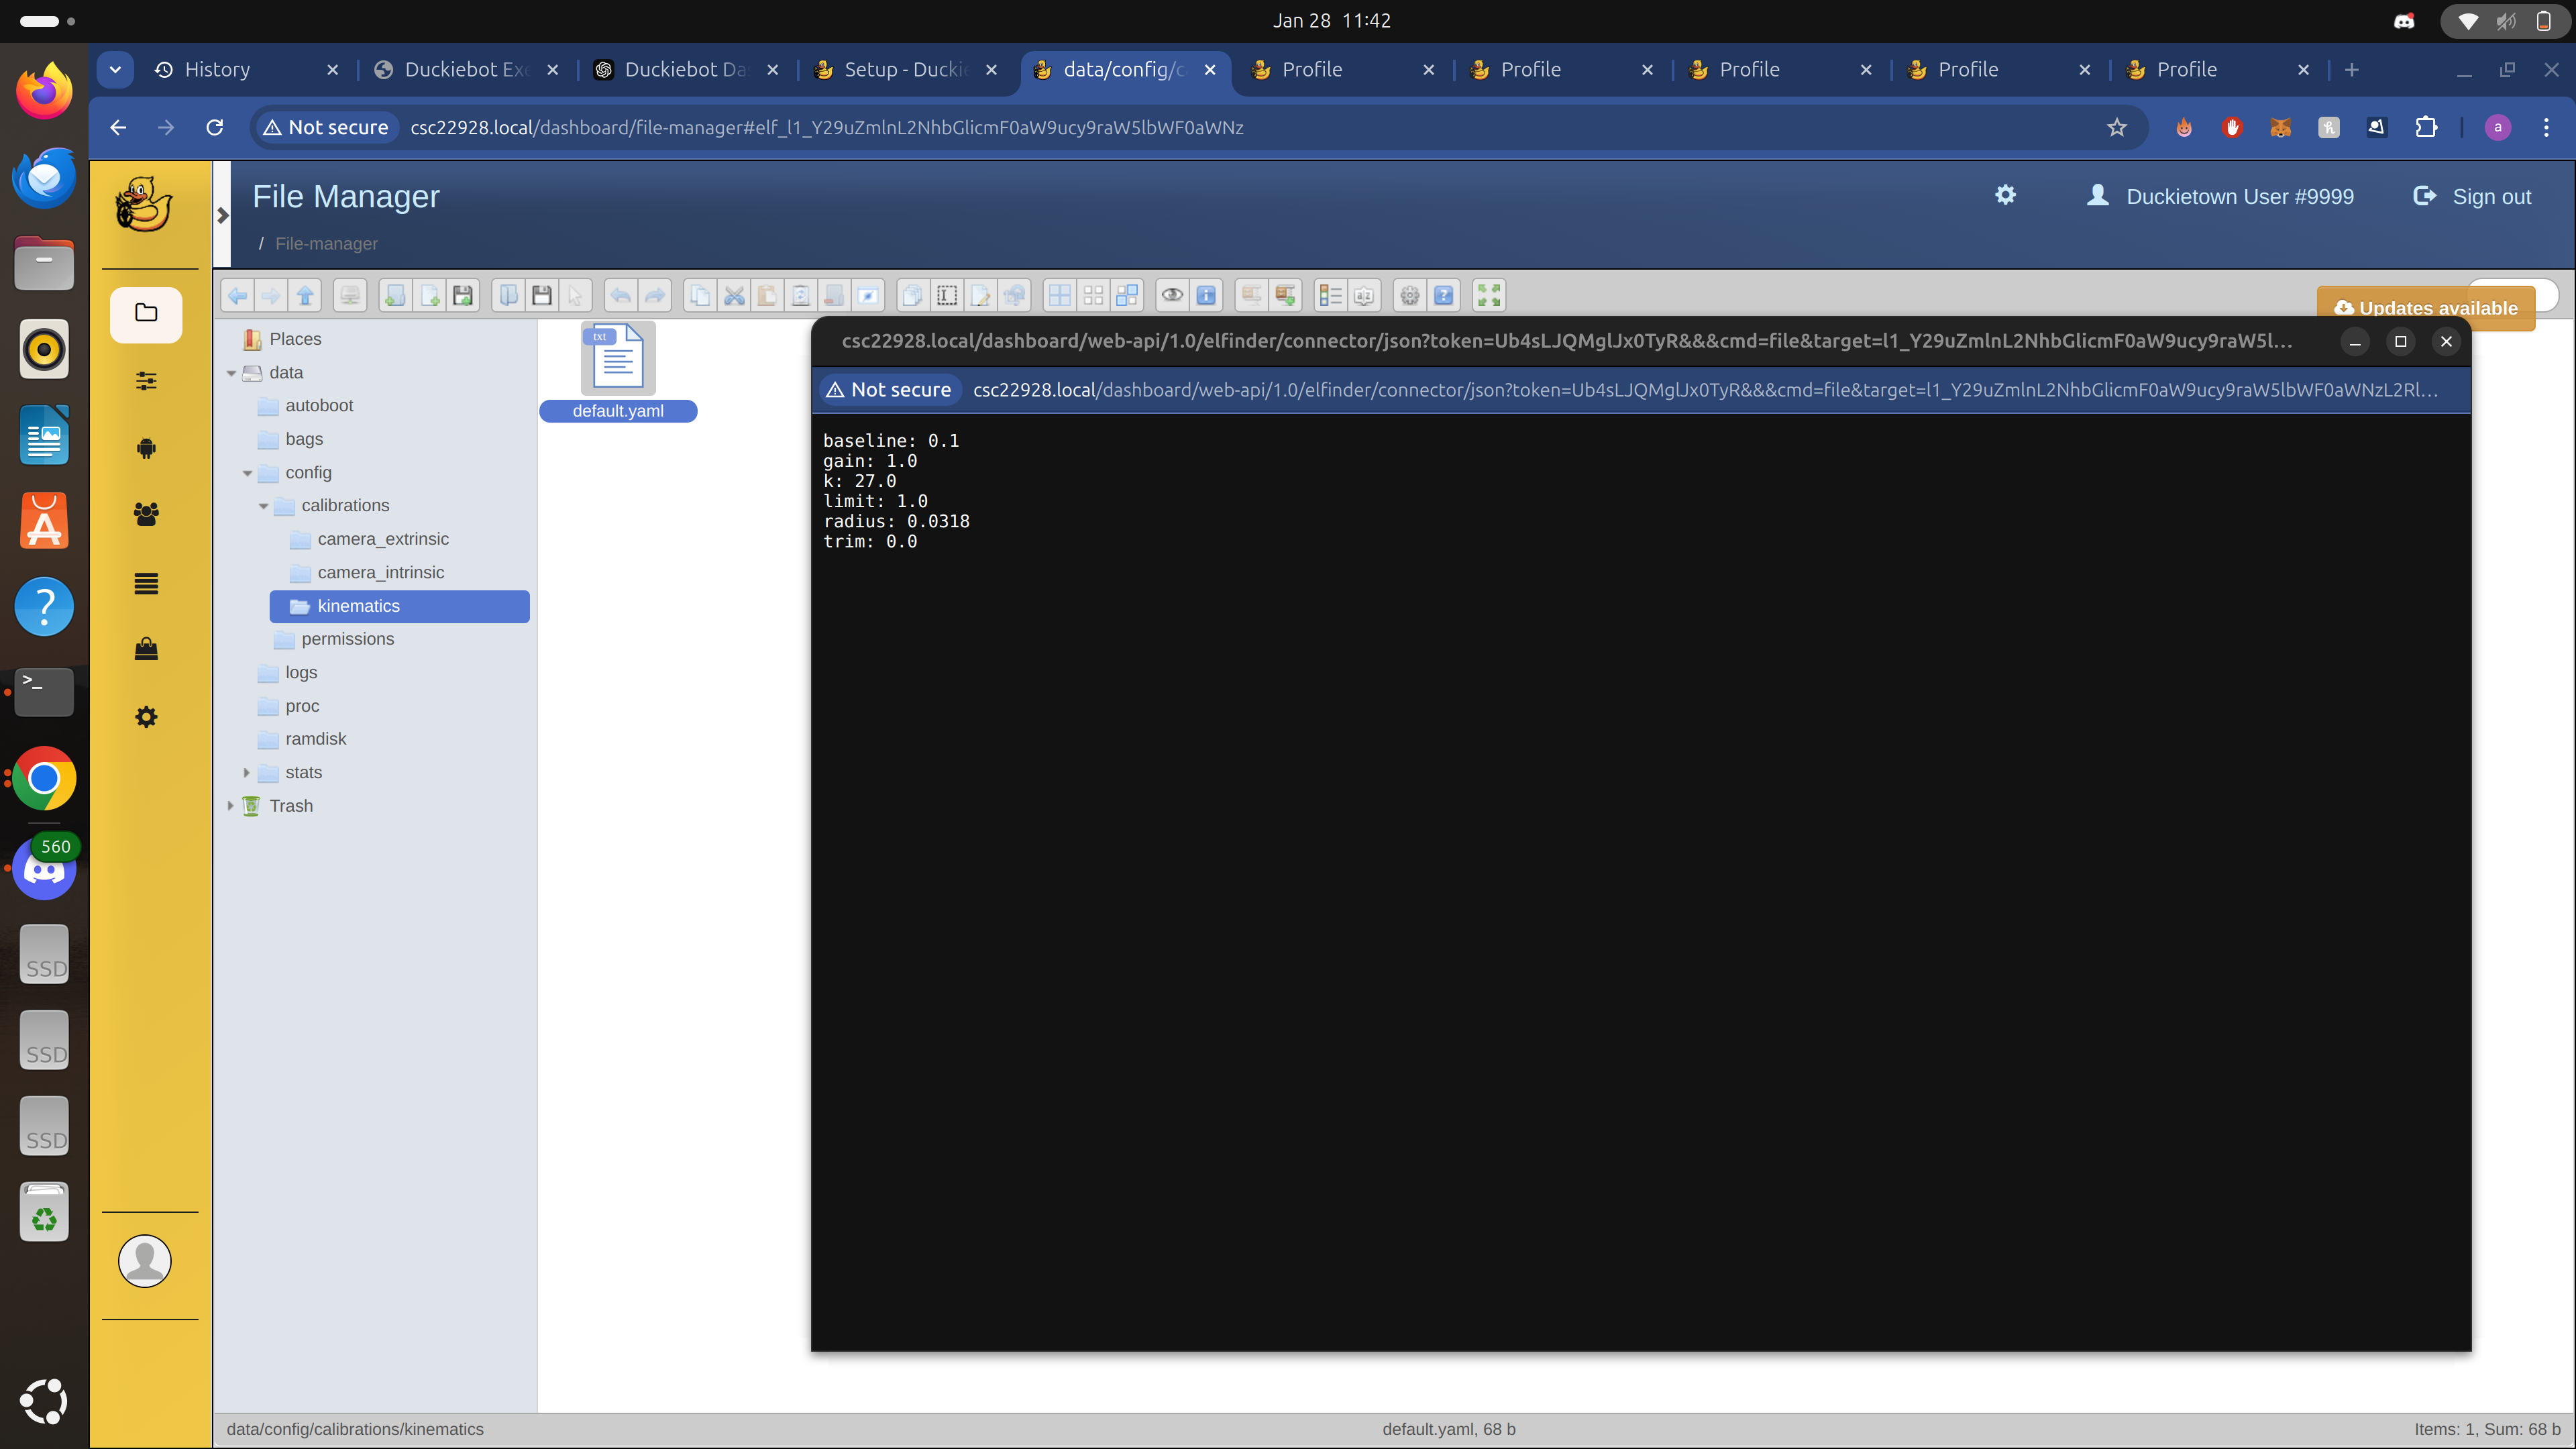 Jan 28 11:42
History
Duckiebot Exe
Duckiebot Da
Setup - Duckie
data/config/c
Profile
Profile
Profile
Profile
Profile
Not secure
csc22928.local/dashboard/file-manager#elf_l1_Y29uZmlnL2NhbGlicmF0aW9ucy9raW5lbWF0aWNz
a
File Manager
/ File-manager
Duckietown User #9999
Sign out
Updates available
Places
data
autoboot
bags
config
calibrations
camera_extrinsic
camera_intrinsic
kinematics
permissions
logs
proc
ramdisk
stats
Trash
txt
default.yaml
csc22928.local/dashboard/web-api/1.0/elfinder/connector/json?token=Ub4sLJQMglJx0TyR&&&cmd=file&target=l1_Y29uZmlnL2NhbGlicmF0aW9ucy9raW5l...
Not secure
csc22928.local/dashboard/web-api/1.0/elfinder/connector/json?token=Ub4sLJQMglJx0TyR&&&cmd=file&target=l1_Y29uZmlnL2NhbGlicmF0aW9ucy9raW5lbWF0aWNzL2Rl...
baseline: 0.1
gain: 1.0
k: 27.0
limit: 1.0
radius: 0.0318
trim: 0.0
560
SSD
SSD
SSD
data/config/calibrations/kinematics
default.yaml, 68 b
Items: 1, Sum: 68 b